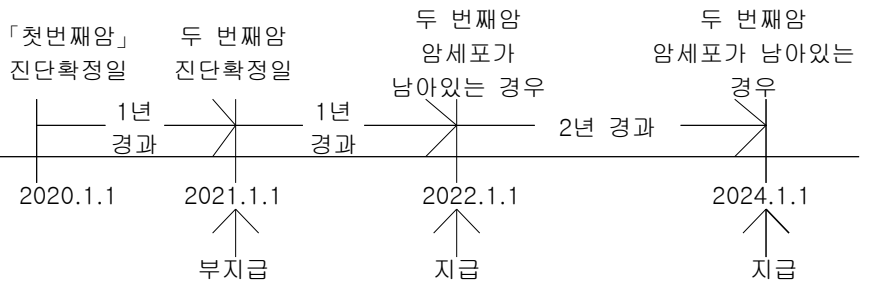 「첫번째암」
진단확정일
두 번째암
진단확정일
두 번째암
암세포가
남아있는 경우
두 번째암
암세포가 남아있는
경우
1년
경과
1년
경과
2년 경과
2020.1.1
2021.1.1
2022.1.1
2024.1.1
부지급
지급
지급